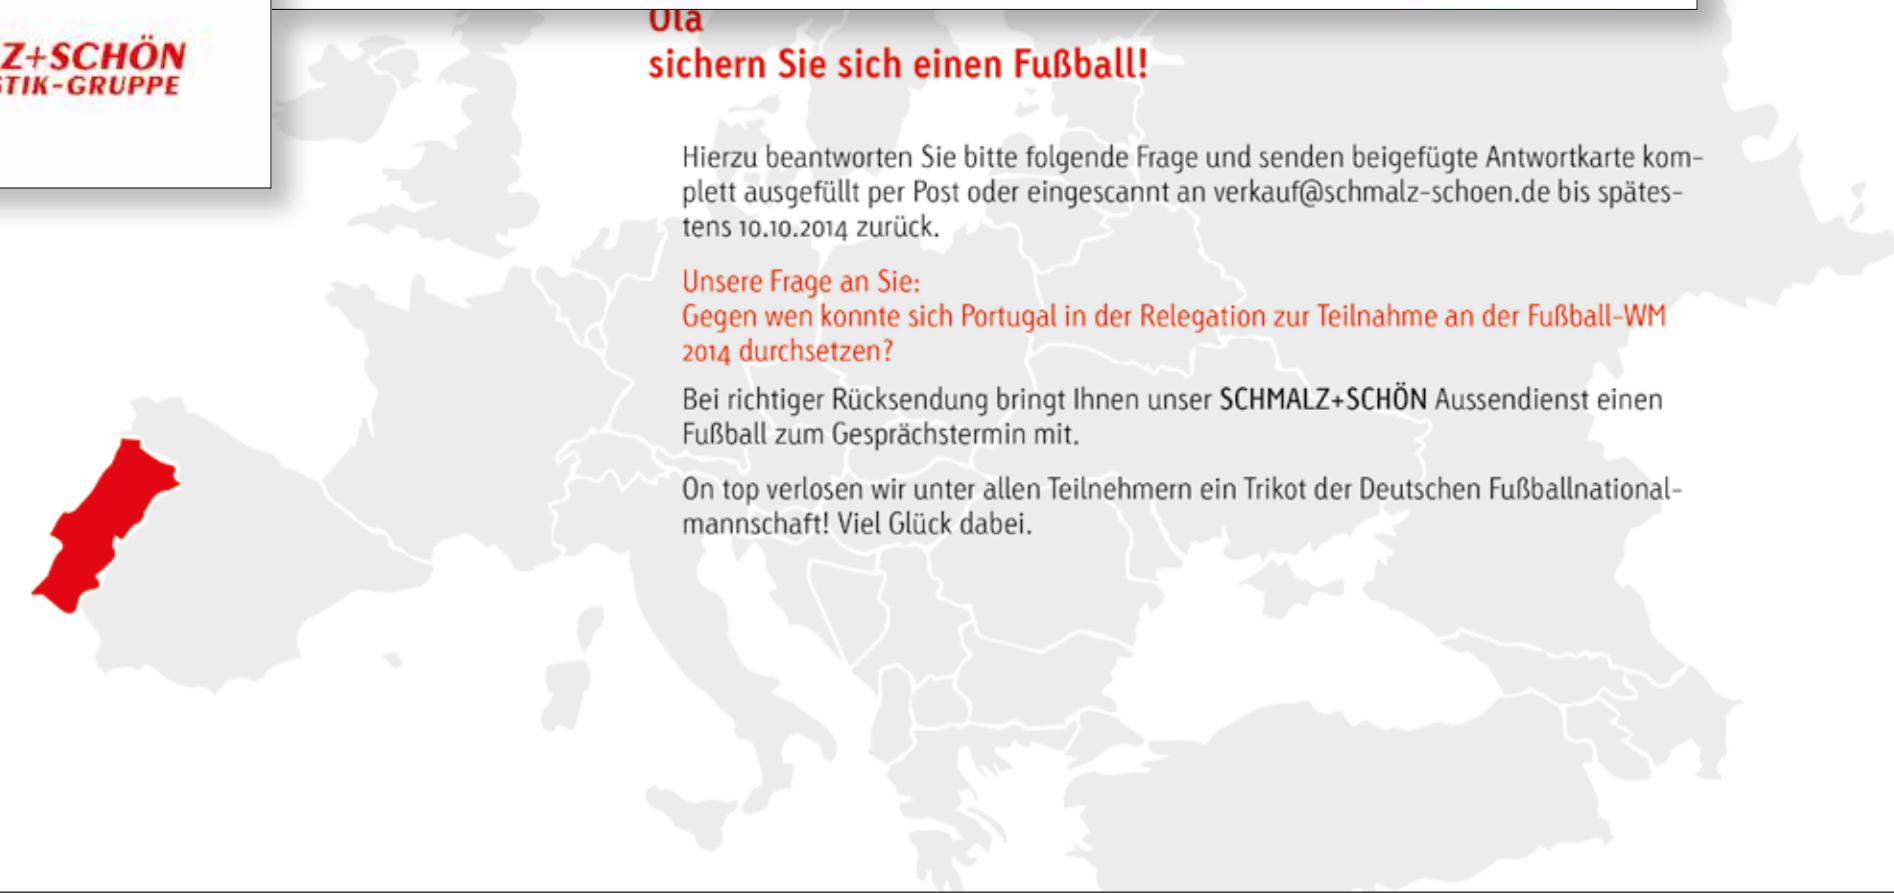 Z+SCHÖN
STIK-GRUPPE
Ola
sichern Sie sich einen Fußball!
Hierzu beantworten Sie bitte folgende Frage und senden beigefügte Antwortkarte kom-
plett ausgefüllt per Post oder eingescannt an verkauf@schmalz-schoen.de bis spätes-
tens 10.10.2014 zurück.
Unsere Frage an Sie:
Gegen wen konnte sich Portugal in der Relegation zur Teilnahme an der Fußball-WM
2014 durchsetzen?
Bei richtiger Rücksendung bringt Ihnen unser SCHMALZ+SCHÖN Aussendienst einen
Fußball zum Gesprächstermin mit.
On top verlosen wir unter allen Teilnehmern ein Trikot der Deutschen Fußballnational-
mannschaft! Viel Glück dabei.